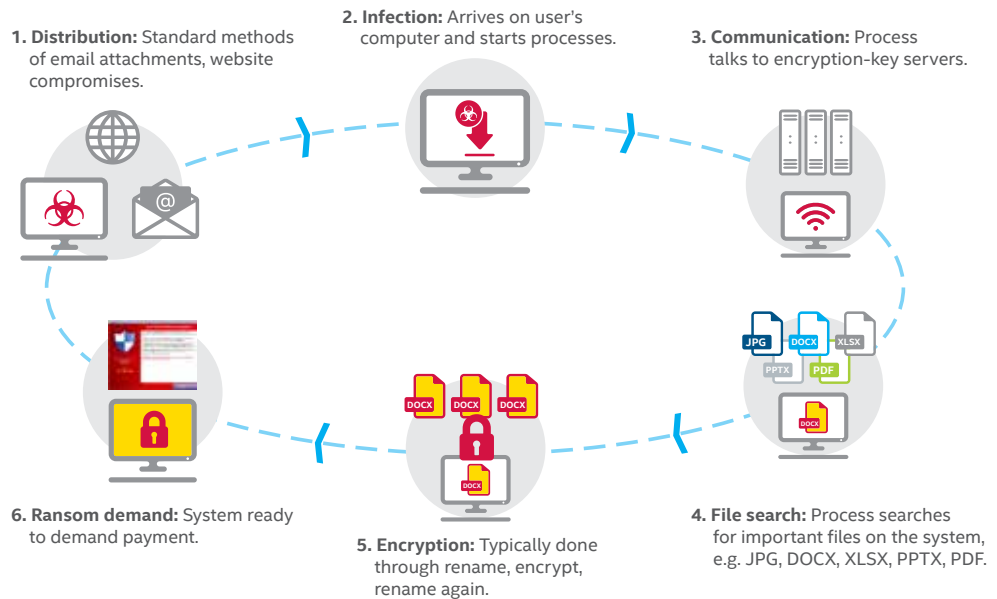 1. Distribution: Standard methods
of email attachments, website
compromises.
2. Infection: Arrives on user's
computer and starts processes.
3. Communication: Process
talks to encryption-key servers.
@
JPG
DOCX
XLSX
PPTX
PDF
DOCX
4. File search: Process searches
for important files on the system,
e.g. JPG, DOCX, XLSX, PPTX, PDF.
DOCX
DOCX
DOCX
DOCX
5. Encryption: Typically done
through rename, encrypt,
rename again.
6. Ransom demand: System ready
to demand payment.